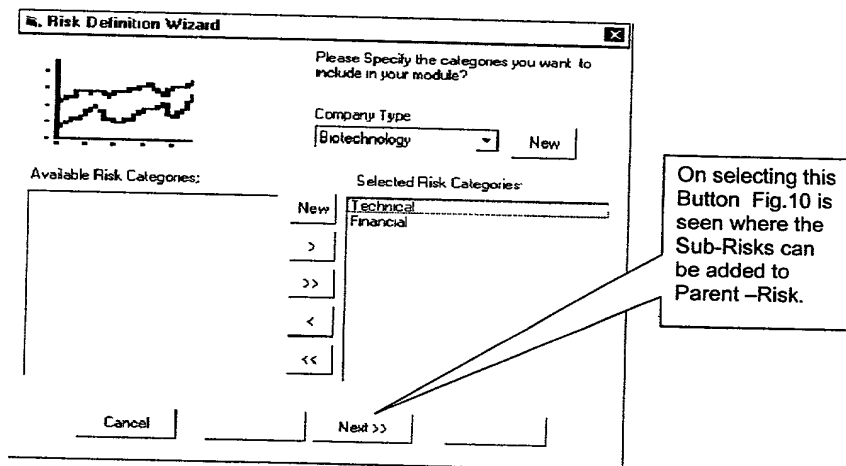 Risk Definition Wizard
Please Specify the categories you want to
include in your module?
Company Type
Biotechnology
New
Available Risk Categories:
Selected Risk Categories:
New
>
>>
<
<<
Technical
Financial
Cancel
Next >>
On selecting this
Button Fig.10 is
seen where the
Sub-Risks can
be added to
Parent –Risk.